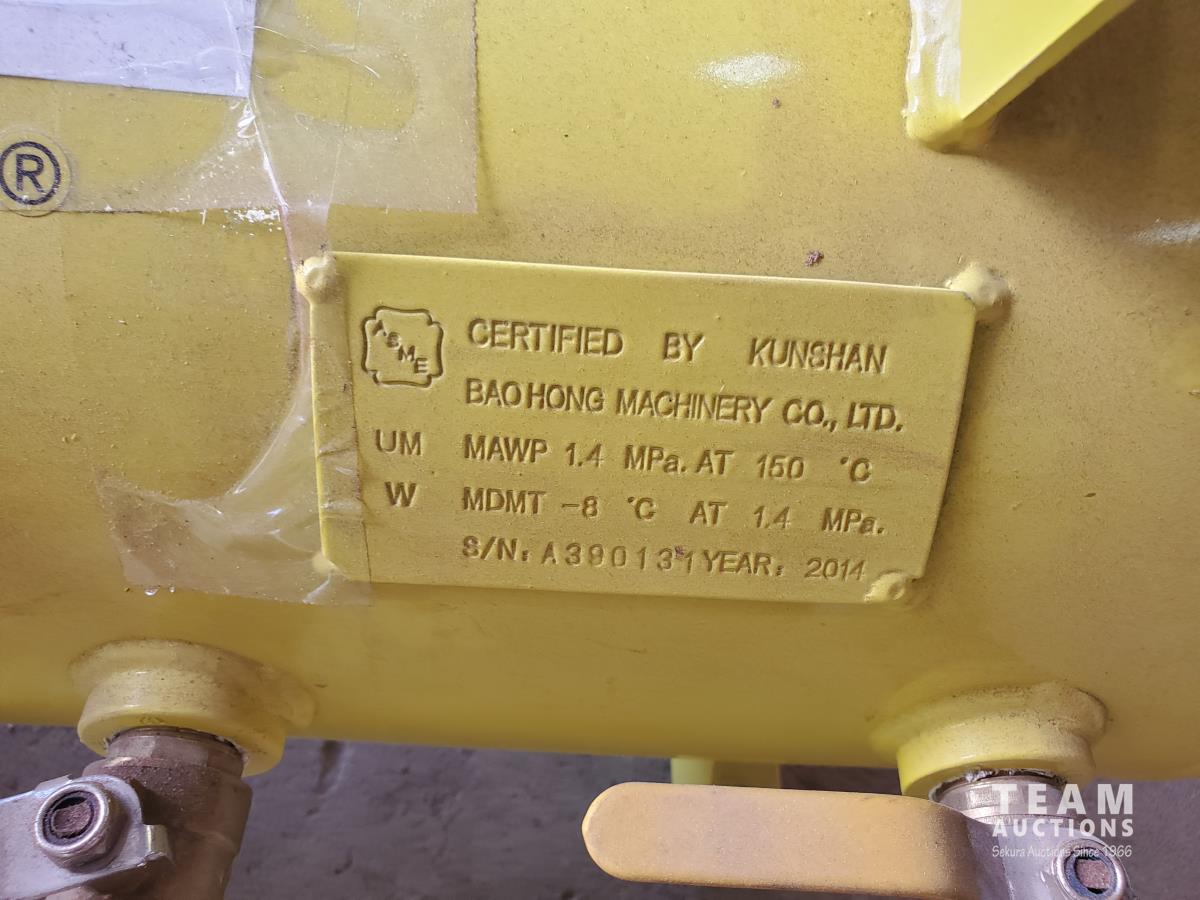 ®
ASME
CERTIFIED BY KUNSHAN
BAOHONG MACHINERY CO., LTD.
UM MAWP 1.4 MPa. AT 150 °C
W MDMT -8 °C AT 1.4 MPa.
S/N: A390131 YEAR: 2014
TEAM
AUCTIONS
Sekura Auctions Since 1966